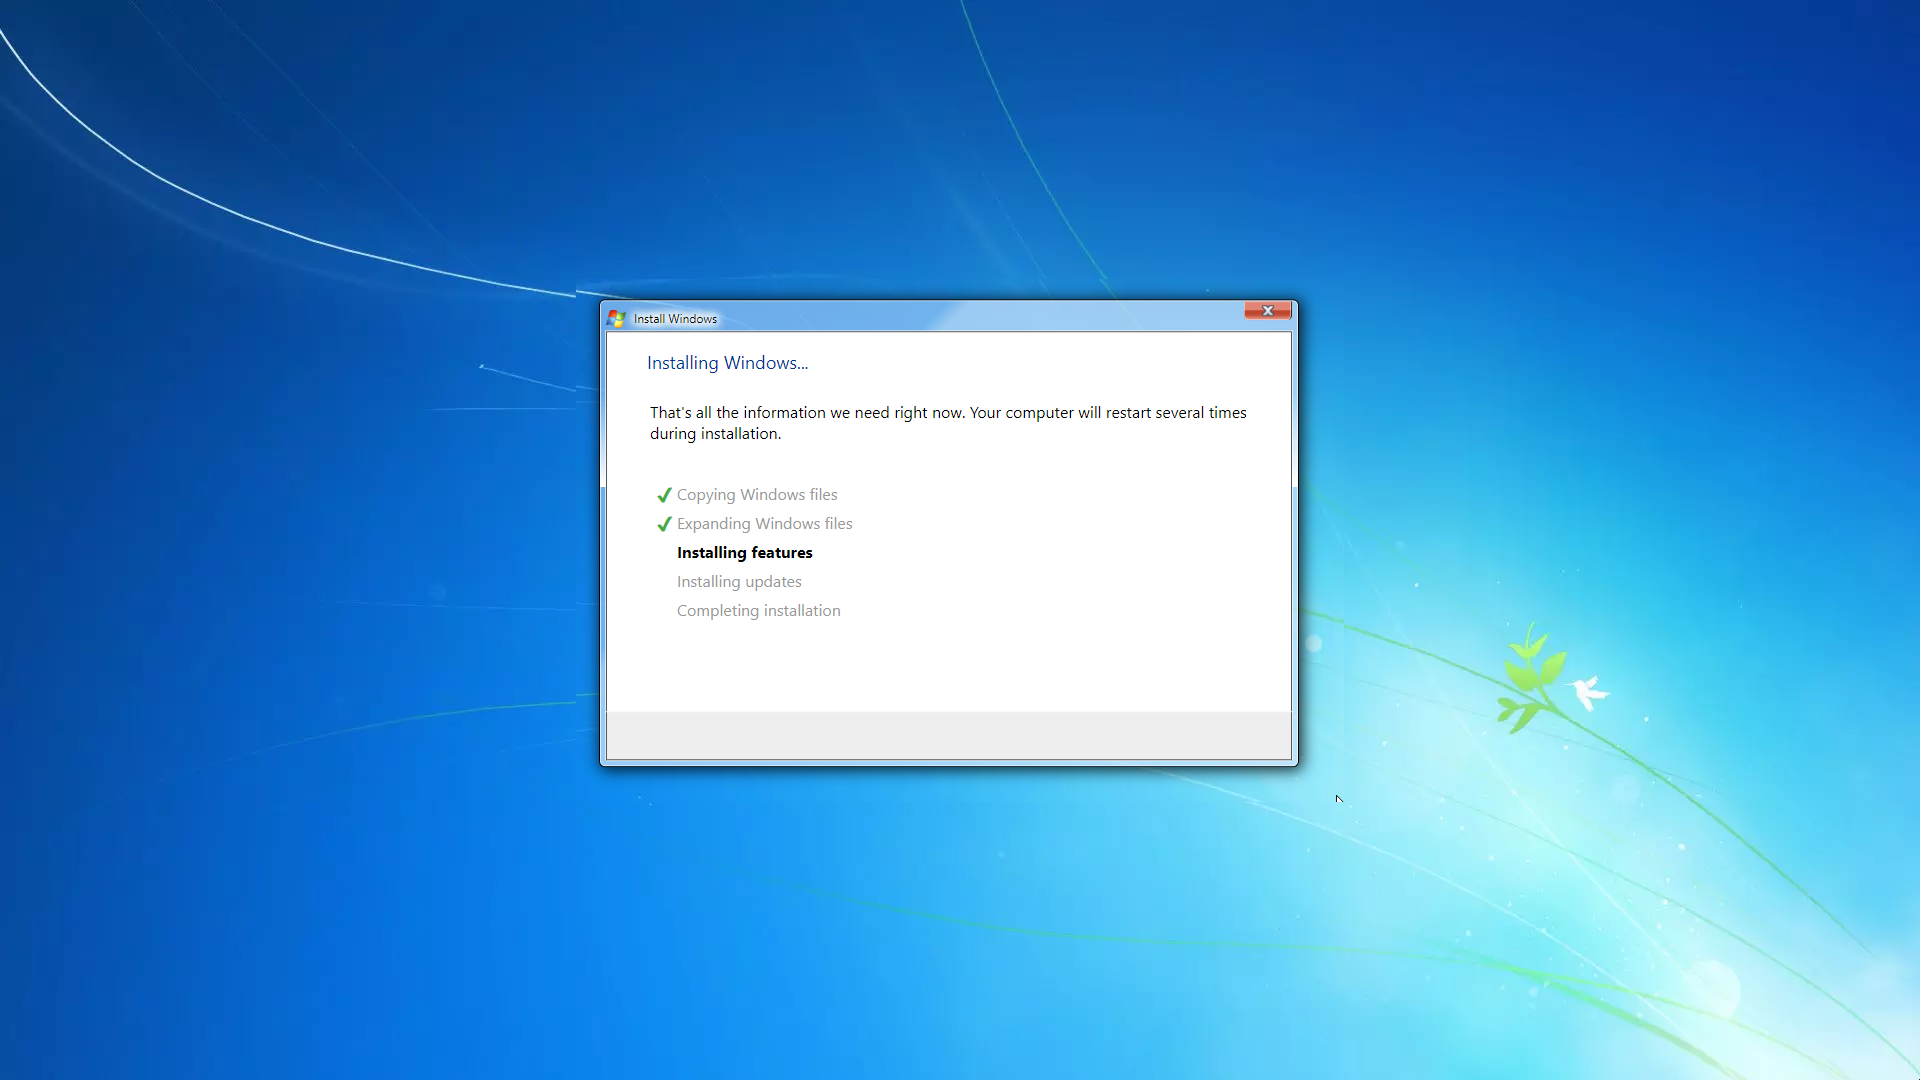 Install Windows
Installing Windows...
That's all the information we need right now. Your computer will restart several times
during installation.
Copying Windows files
Expanding Windows files
Installing features
Installing updates
Completing installation